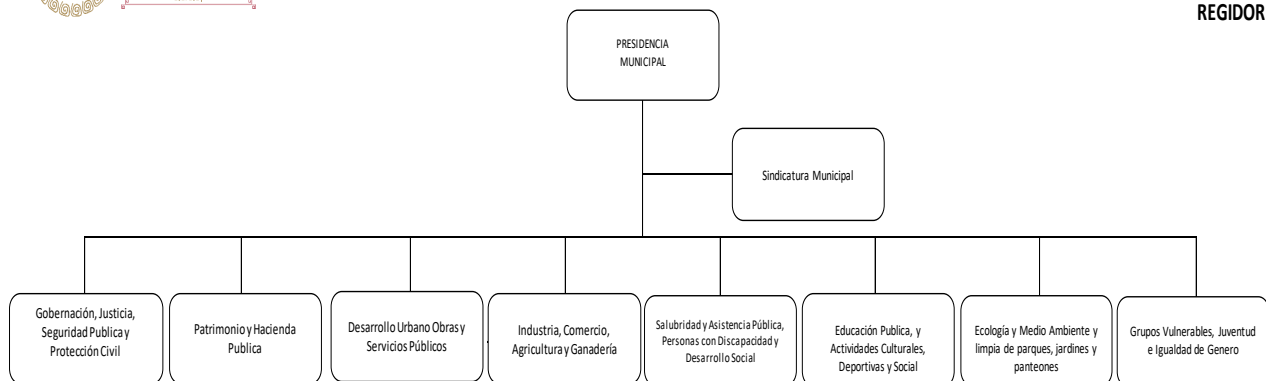 REGIDOR
PRESIDENCIA
MUNICIPAL
Sindicatura Municipal
Gobernación, Justicia,
Seguridad Publica y
Protección Civil
Patrimonio y Hacienda
Publica
Desarrollo Urbano Obras y
Servicios Públicos
Industria, Comercio,
Agricultura y Ganadería
Salubridad y Asistencia Pública,
Personas con Discapacidad y
Desarrollo Social
Educación Publica, y
Actividades Culturales,
Deportivas y Social
Ecología y Medio Ambiente y
limpia de parques, jardines y
panteones
Grupos Vulnerables, Juventud
e Igualdad de Genero